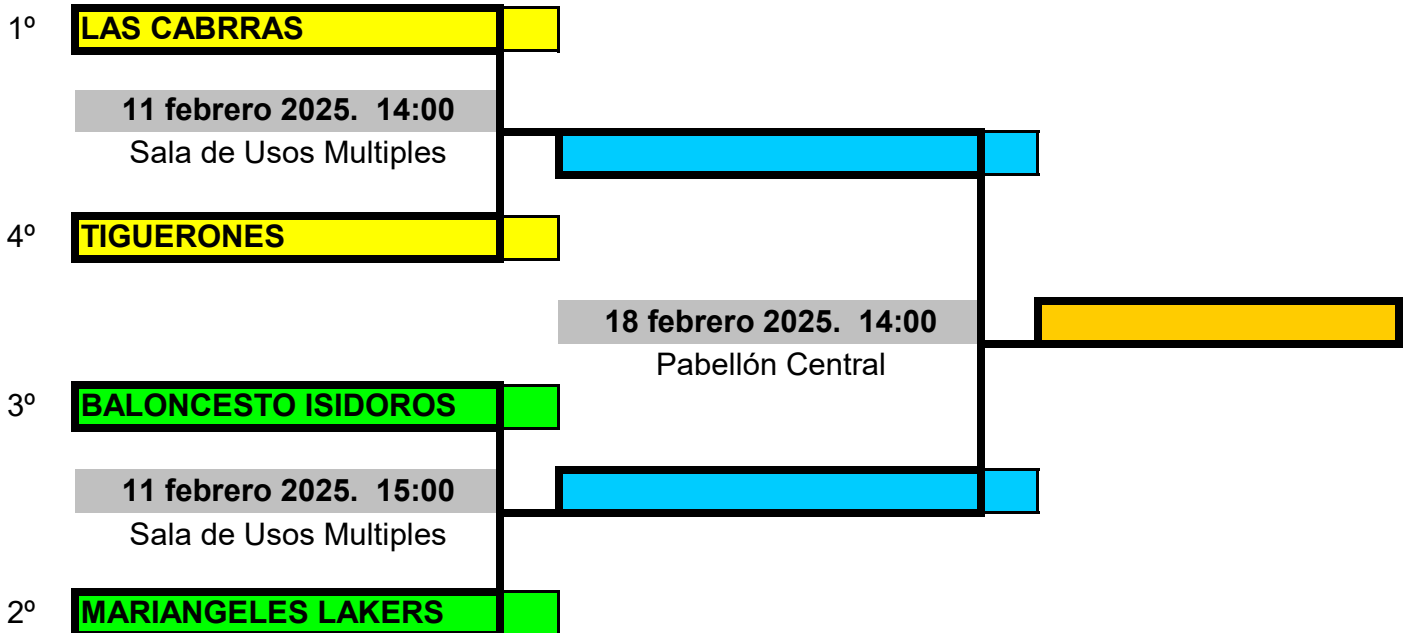 1º LAS CABRRAS
11 febrero 2025. 14:00
Sala de Usos Multiples
4º TIGUERONES
18 febrero 2025. 14:00
Pabellón Central
3º BALONCESTO ISIDOROS
11 febrero 2025. 15:00
Sala de Usos Multiples
2º MARIANGELES LAKERS